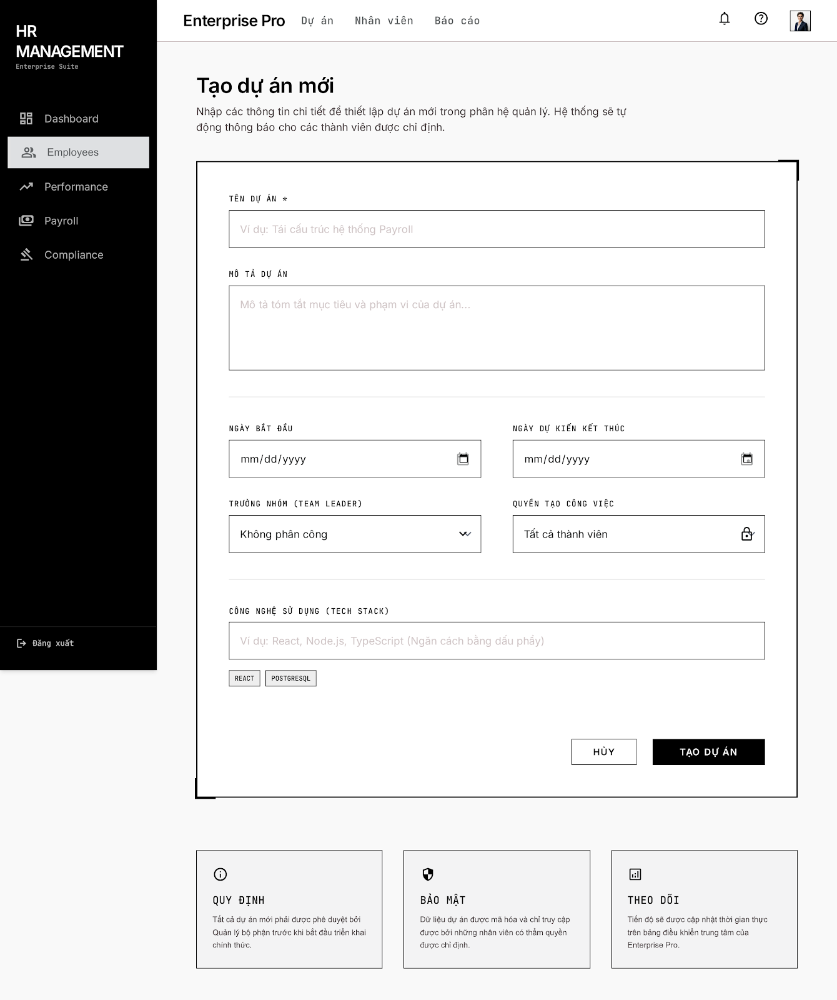 HR
MANAGEMENT
Enterprise Suite
Dashboard
Employees
Performance
Payroll
Compliance
Đăng xuất
Enterprise Pro
Dự án
Nhân viên
Báo cáo
Tạo dự án mới
Nhập các thông tin chi tiết để thiết lập dự án mới trong phân hệ quản lý. Hệ thống sẽ tự
động thông báo cho các thành viên được chỉ định.
TÊN DỰ ÁN *
Ví dụ: Tái cấu trúc hệ thống Payroll
MÔ TẢ DỰ ÁN
Mô tả tóm tắt mục tiêu và phạm vi của dự án...
NGÀY BẮT ĐẦU
NGÀY DỰ KIẾN KẾT THÚC
mm/dd/yyyy
mm/dd/yyyy
TRƯỞNG NHÓM (TEAM LEADER)
QUYỀN TẠO CÔNG VIỆC
Không phân công
Tất cả thành viên
CÔNG NGHỆ SỬ DỤNG (TECH STACK)
Ví dụ: React, Node.js, TypeScript (Ngăn cách bằng dấu phẩy)
REACT
POSTGRESQL
HỦY
TẠO DỰ ÁN
QUY ĐỊNH
Tất cả dự án mới phải được phê duyệt bởi
Quản lý bộ phận trước khi bắt đầu triển khai
chính thức.
BẢO MẬT
Dữ liệu dự án được mã hóa và chỉ truy cập
được bởi những nhân viên có thẩm quyền
được chỉ định.
THEO DÕI
Tiến độ sẽ được cập nhật thời gian thực
trên bảng điều khiển trung tâm của
Enterprise Pro.